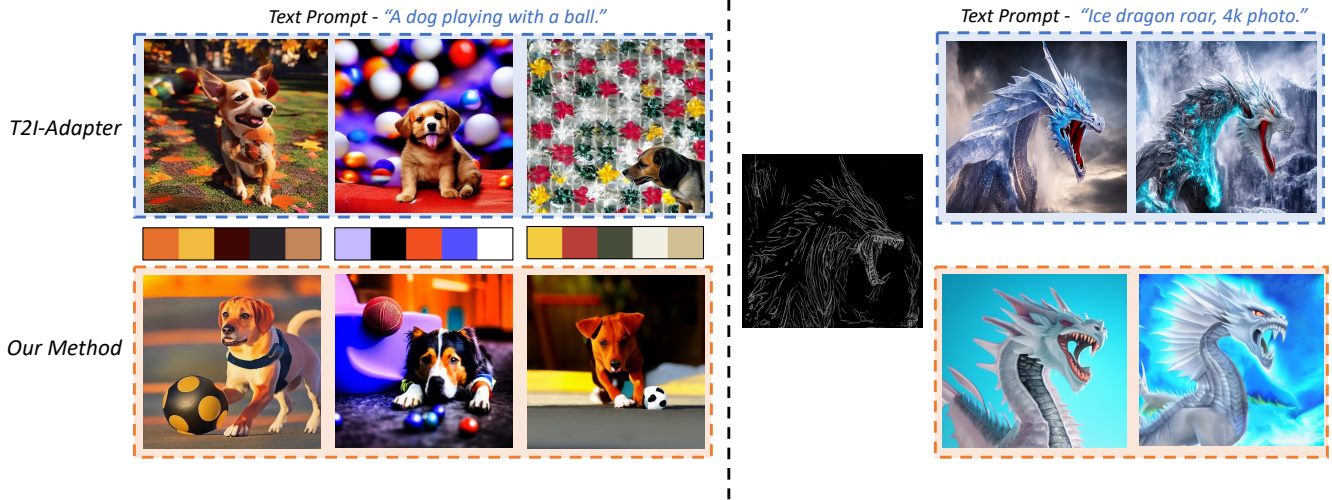 Text Prompt - “A dog playing with a ball.”
Text Prompt - “Ice dragon roar, 4k photo.”
T2I-Adapter
Our Method